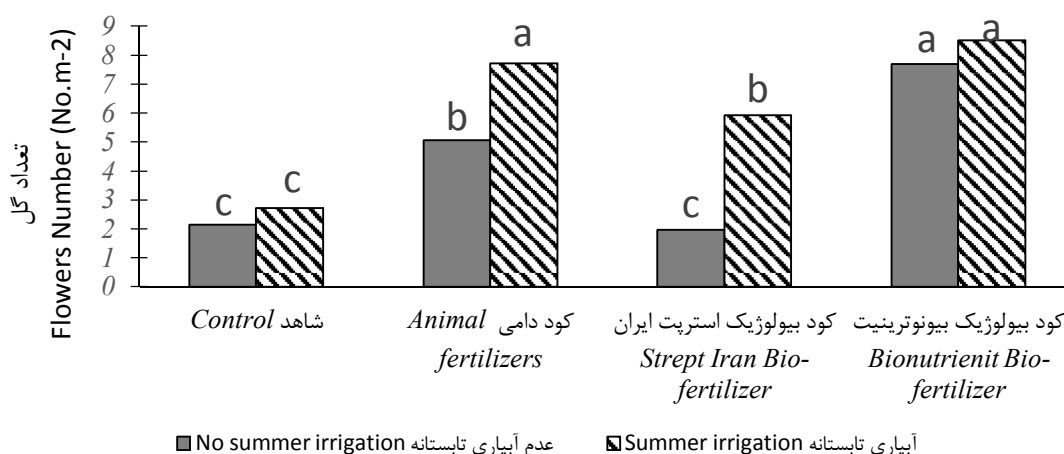 تعداد گل
Flowers Number (No.m-2)
9
8
7
6
5
4
3
2
1
0
c
c
b
a
c
b
a
a
شاهد Control
کود دامی Animal
fertilizers
کود بیولوژیک استرپت ایران
Strept Iran Bio-
fertilizer
کود بیولوژیک بیونوترینیت
Bionutrienit Bio-
fertilizer
No summer irrigation عدم آبیاری تابستانه
Summer irrigation آبیاری تابستانه